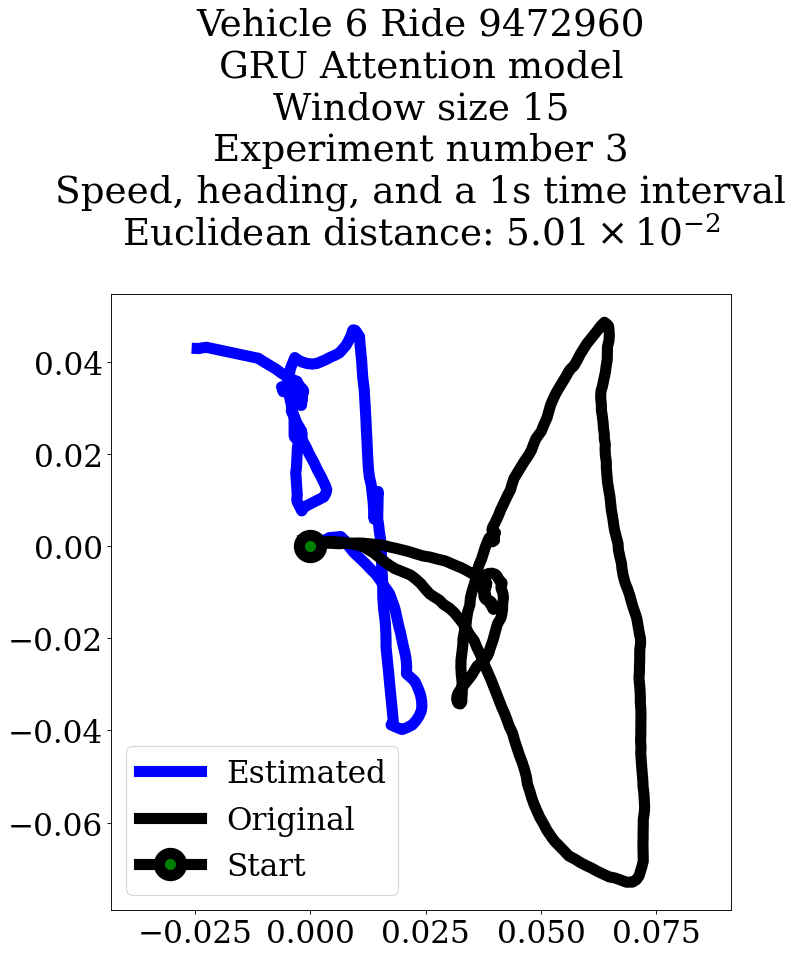 Vehicle 6 Ride 9472960
GRU Attention model
Window size 15
Experiment number 3
Speed, heading, and a 1s time interval
Euclidean distance: 5.01 × 10⁻²
0.04
0.02
0.00
−0.02
−0.04
−0.06
Estimated
Original
Start
−0.025 0.000 0.025 0.050 0.075